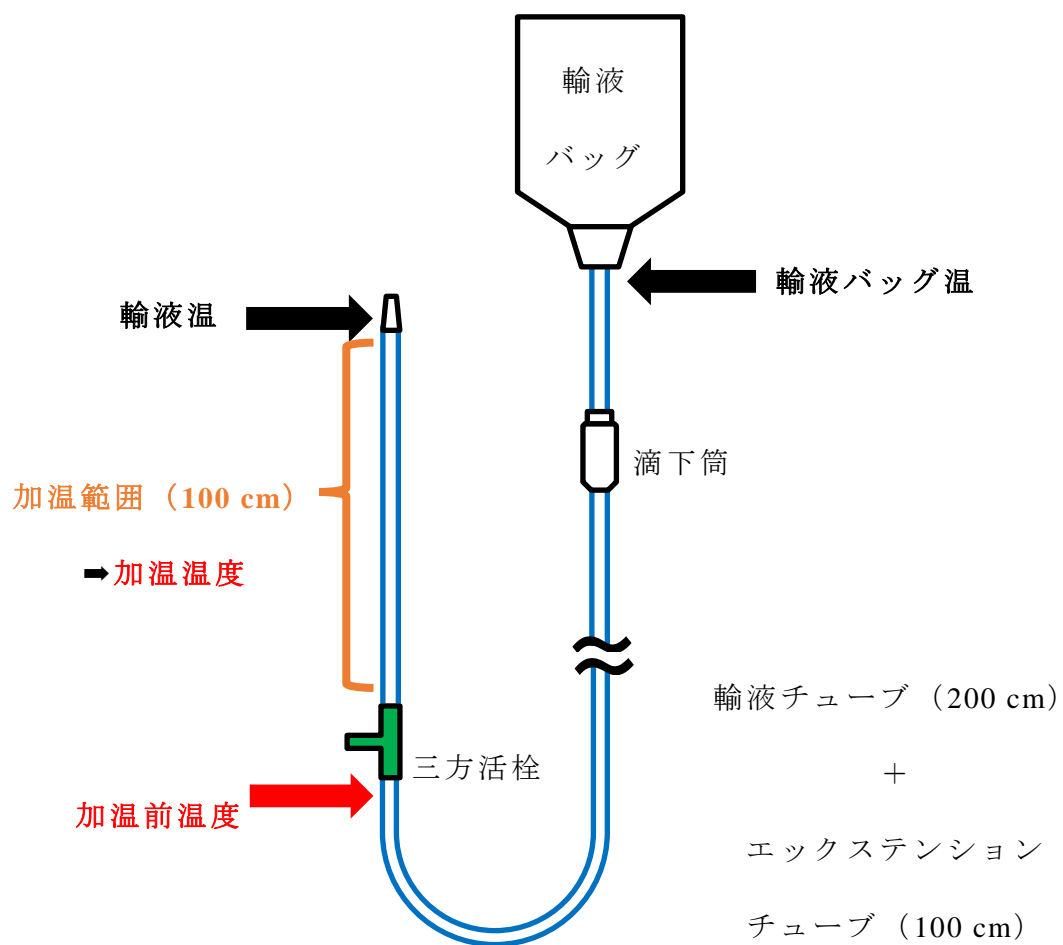 輸液
バッグ
輸液バッグ温
輸液温
滴下筒
加温範囲（100 cm）
➡加温温度
輸液チューブ（200 cm）
三方活栓
＋
加温前温度
エックステンション
チューブ（100 cm）